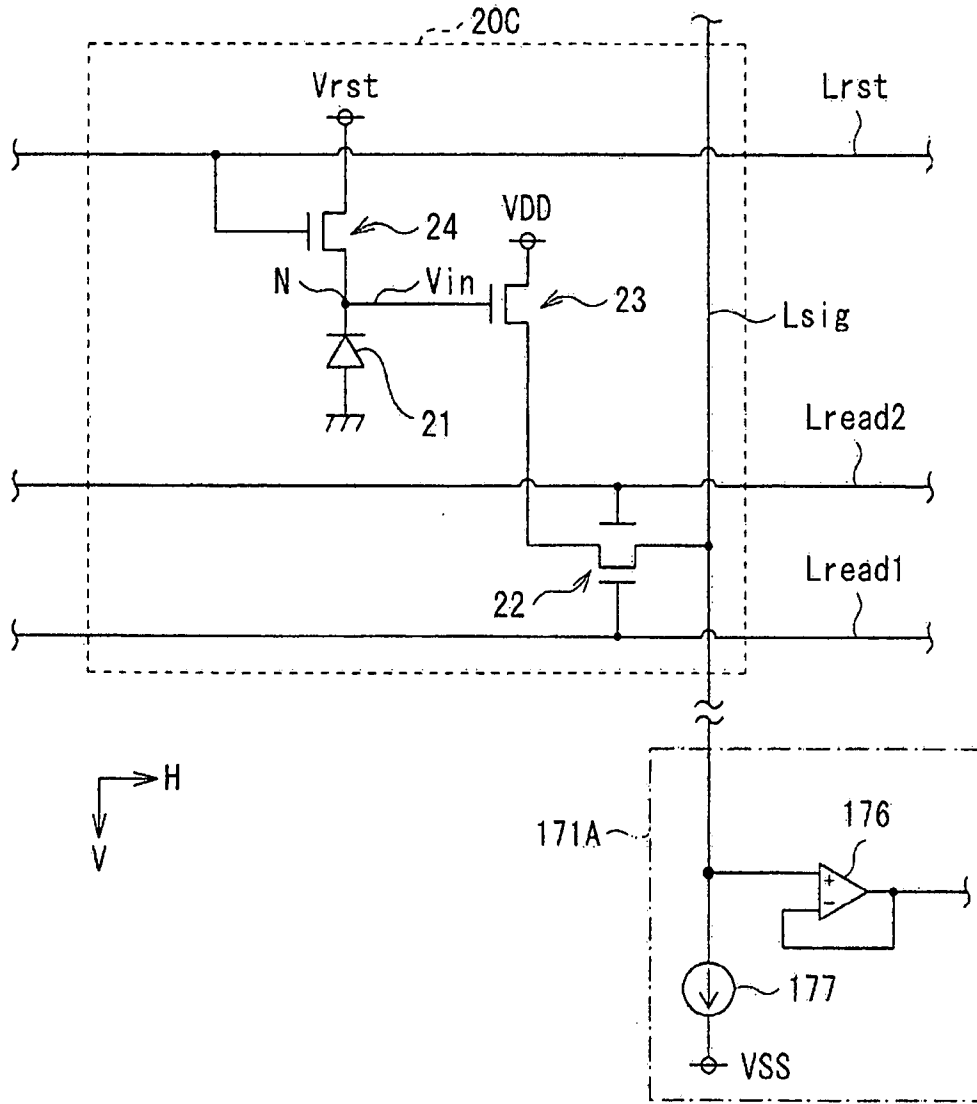 20C
Vrst
Lrst
VDD
24
N
Vin
23
Lsig
21
Lread2
22
Lread1
H
V
171A
176
+
−
177
VSS